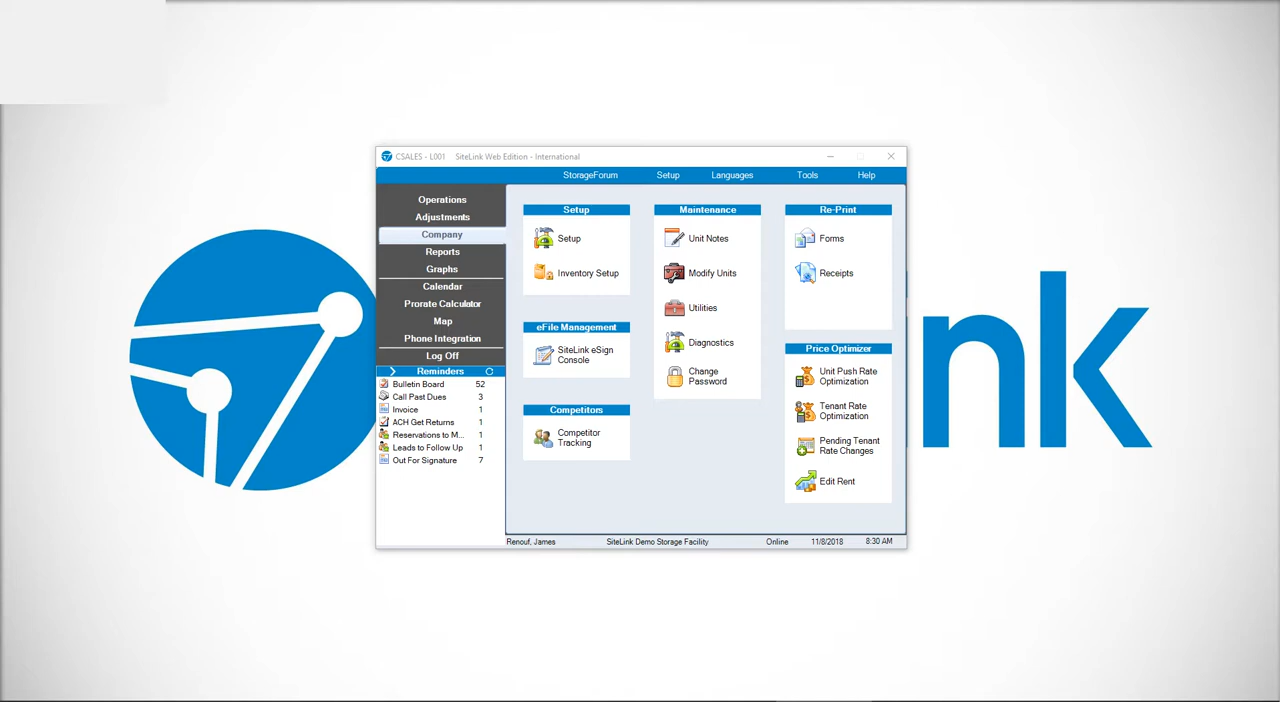 CSALES - L001 SiteLink Web Edition - International
StorageForum Setup Languages Tools Help
Operations
Adjustments
Company
Reports
Graphs
Calendar
Prorate Calculator
Map
Phone Integration
Log Off
Reminders
Bulletin Board 52
Call Past Dues 3
Invoice 1
ACH Get Returns 1
Reservations to M... 1
Leads to Follow Up 1
Out For Signature 7
Setup
Setup
Inventory Setup
eFile Management
SiteLink eSign
Console
Competitors
Competitor
Tracking
Maintenance
Unit Notes
Modify Units
Utilities
Diagnostics
Change
Password
Re-Print
Forms
Receipts
Price Optimizer
Unit Push Rate
Optimization
Tenant Rate
Optimization
Pending Tenant
Rate Changes
Edit Rent
Renouf, James SiteLink Demo Storage Facility Online 11/8/2018 8:30 AM
nk